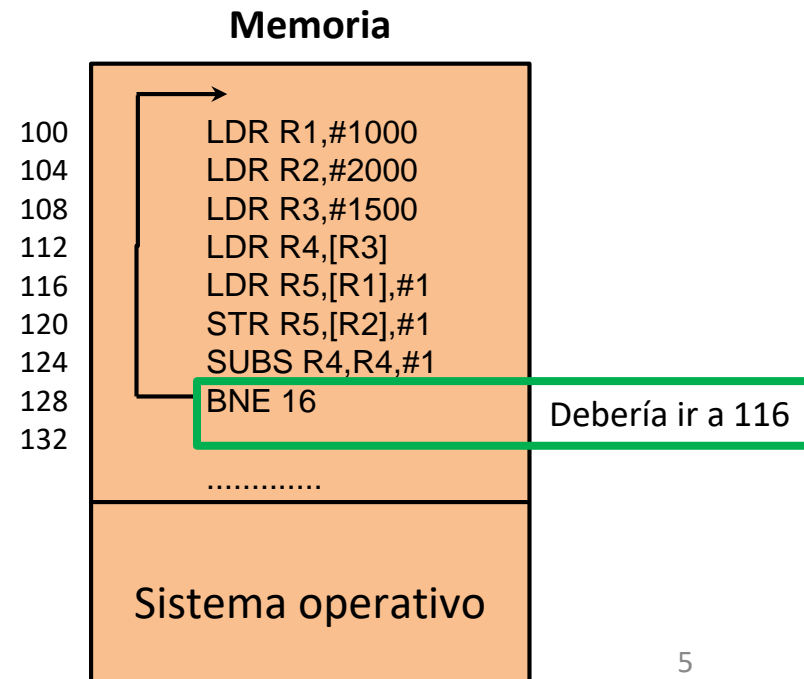 Memoria
100 LDR R1,#1000
104 LDR R2,#2000
108 LDR R3,#1500
112 LDR R4,[R3]
116 LDR R5,[R1],#1
120 STR R5,[R2],#1
124 SUBS R4,R4,#1
128 BNE 16 Debería ir a 116
132
.............
Sistema operativo
5